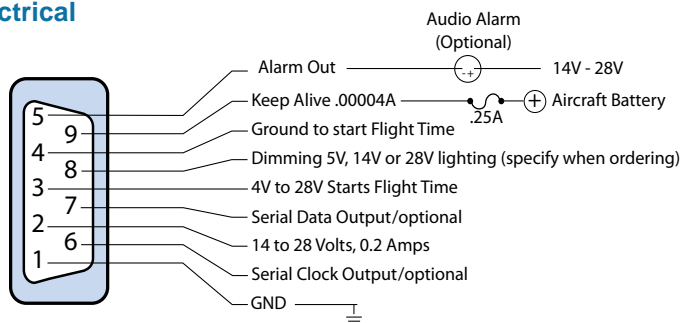 ctrical
Audio Alarm
(Optional)
Alarm Out - + 14V - 28V
5 Keep Alive .00004A .25A + Aircraft Battery
9 Ground to start Flight Time
4 Dimming 5V, 14V or 28V lighting (specify when ordering)
8
3 4V to 28V Starts Flight Time
7 Serial Data Output/optional
2 14 to 28 Volts, 0.2 Amps
6 Serial Clock Output/optional
1 GND